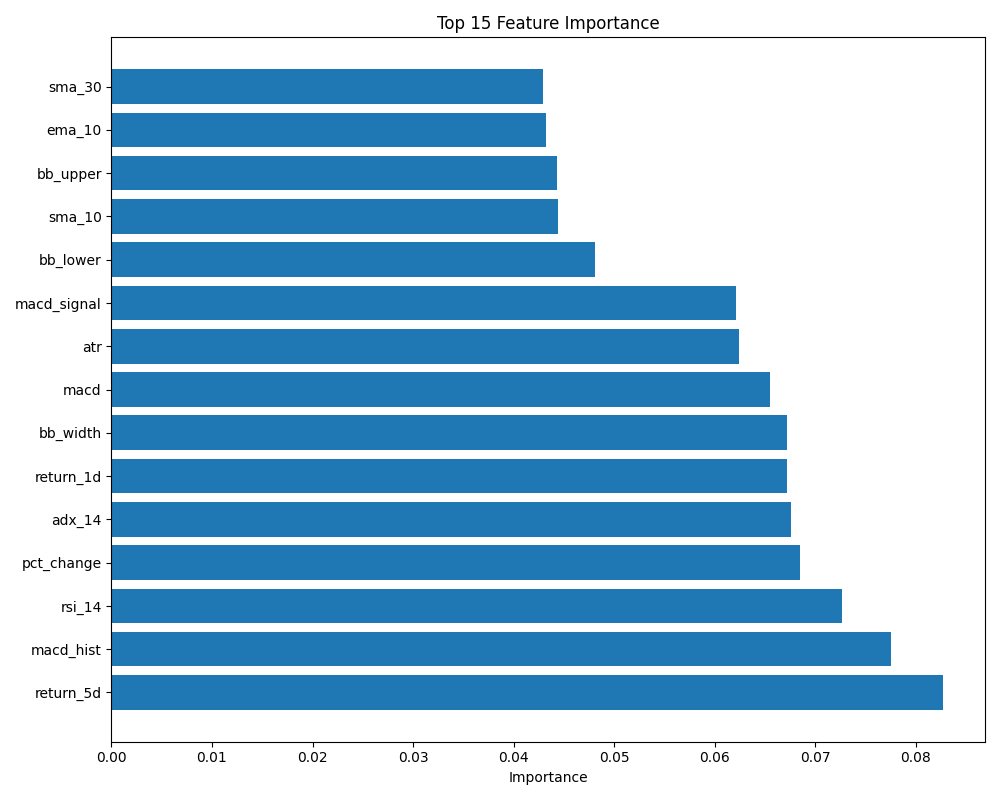 Top 15 Feature Importance
sma_30
ema_10
bb_upper
sma_10
bb_lower
macd_signal
atr
macd
bb_width
return_1d
adx_14
pct_change
rsi_14
macd_hist
return_5d
0.00 0.01 0.02 0.03 0.04 0.05 0.06 0.07 0.08
Importance